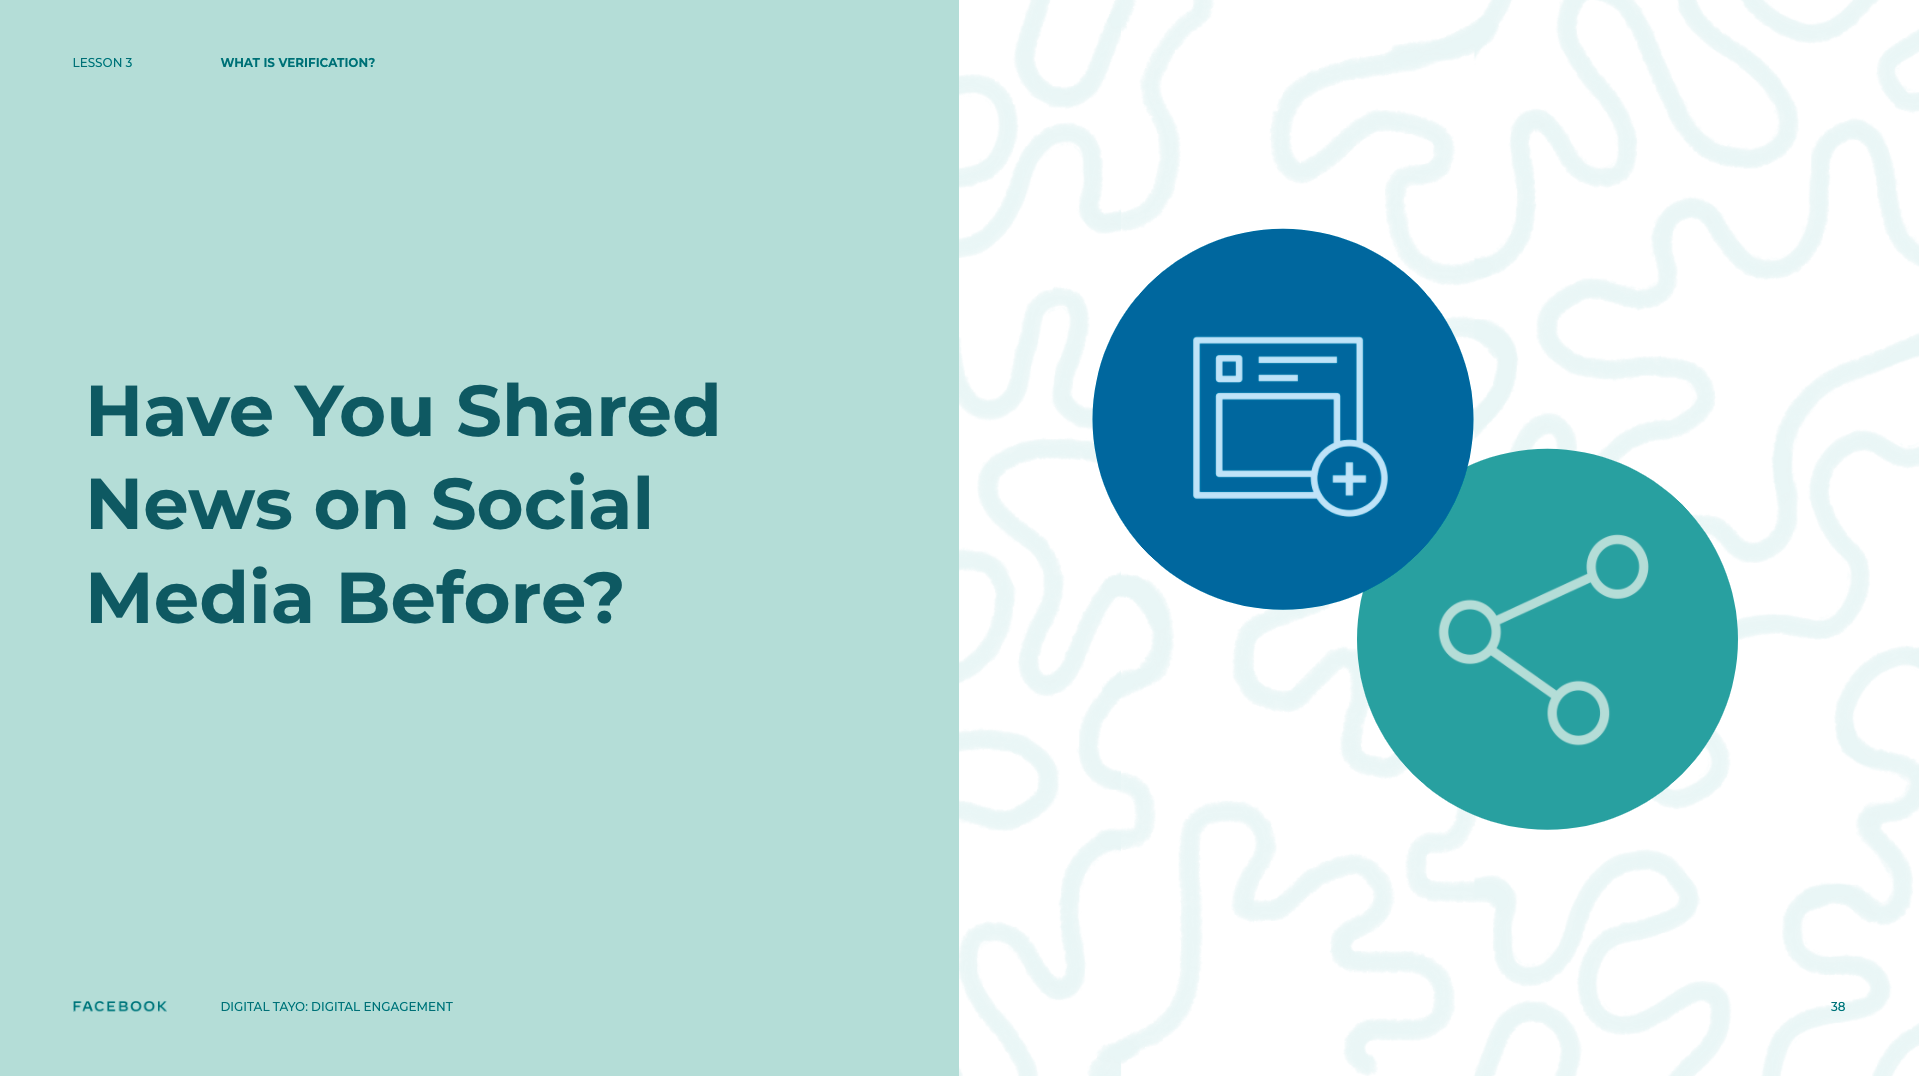 LESSON 3
WHAT IS VERIFICATION?
Have You Shared
News on Social
Media Before?
FACEBOOK
DIGITAL TAYO: DIGITAL ENGAGEMENT
38